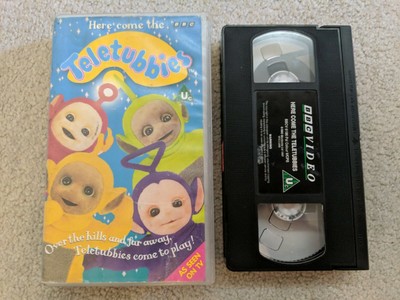 Here come the
BBC
Teletubbies
U
Over the hills and far away,
Teletubbies come to play!
AS SEEN
ON TV
BBC VIDEO
HERE COME THE TELETUBBIES
U